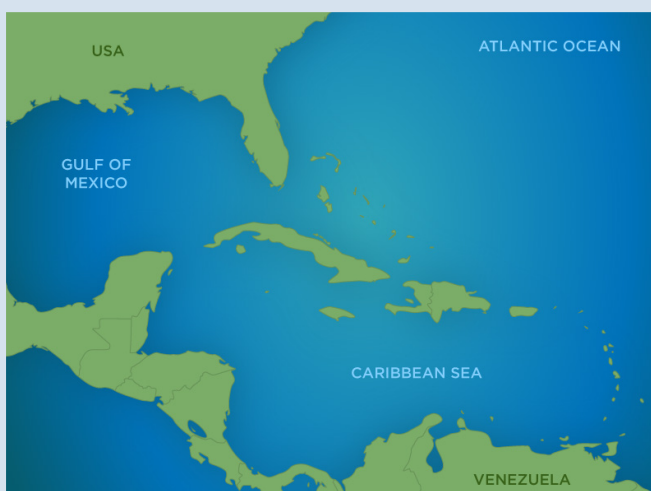 USA
ATLANTIC OCEAN
GULF OF
MEXICO
CARIBBEAN SEA
VENEZUELA